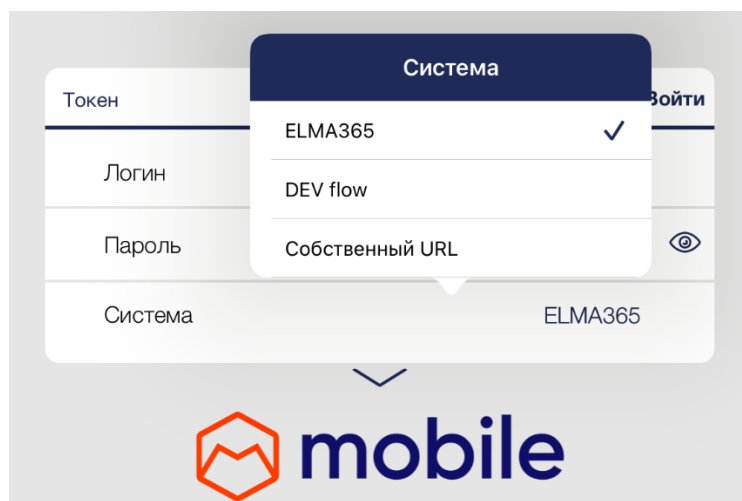 Система
Токен
Войти
ELMA365
Логин
DEV flow
Пароль
Собственный URL
Система
ELMA365
mobile